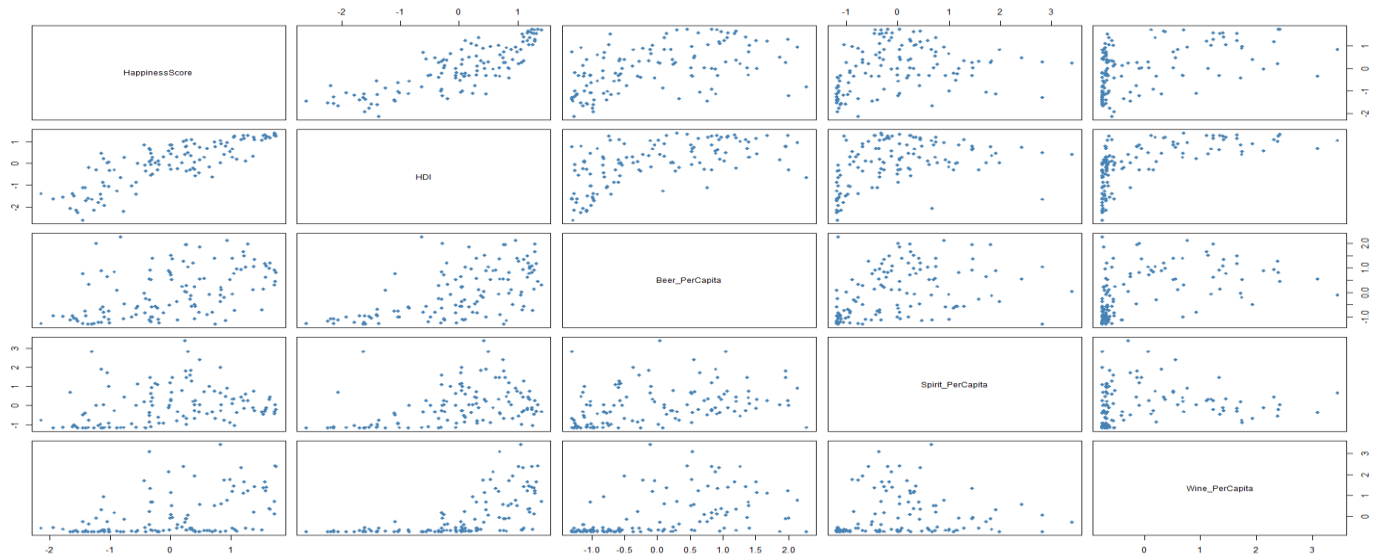 -2 -1 0 1
-1 0 1 2 3
HappinessScore
-2 -1 0 1
-2 -1 0 1
HDI
Beer_PerCapita
-1.0 0.0 1.0 2.0
-1 0 1 2 3
Spirit_PerCapita
Wine_PerCapita
0 1 2 3
-2 -1 0 1
-1.0 -0.5 0.0 0.5 1.0 1.5 2.0
0 1 2 3